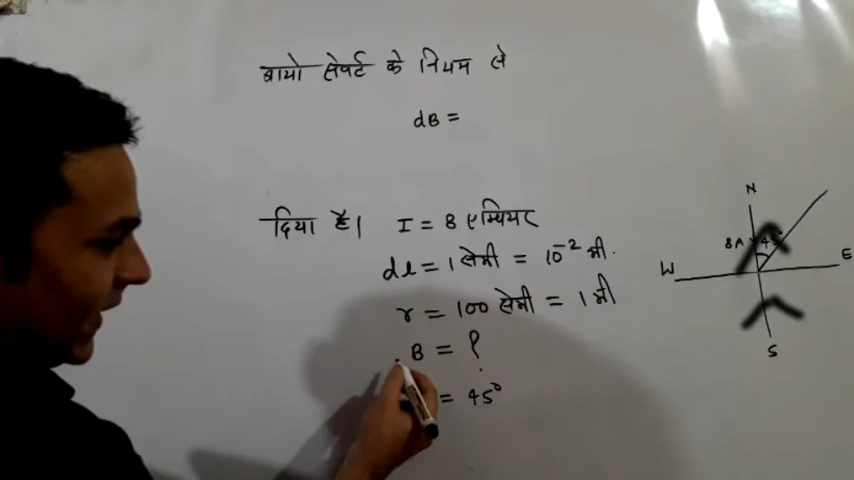 बायो सेवर्ट के नियम से
dB =
दिया है। I = 8 एम्पियर
dl = 1 सेमी = 10⁻² मी.
r = 100 सेमी = 1 मी
B = ?
= 45°
N
8A 45°
W E
S